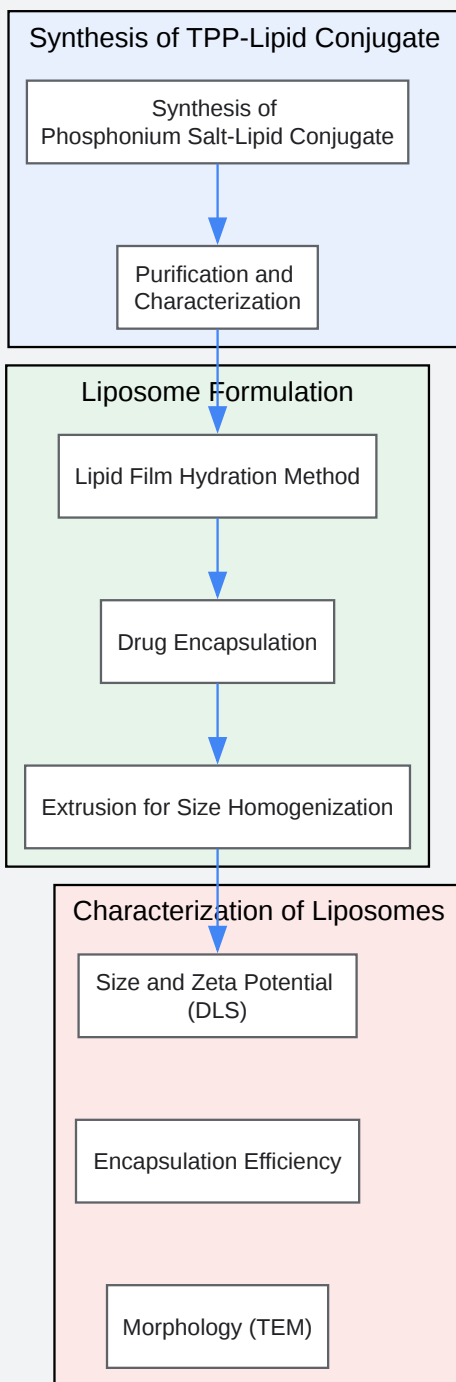 Synthesis of TPP-Lipid Conjugate
Synthesis of
Phosphonium Salt-Lipid Conjugate
Purification and
Characterization
Liposome Formulation
Lipid Film Hydration Method
Drug Encapsulation
Extrusion for Size Homogenization
Characterization of Liposomes
Size and Zeta Potential
(DLS)
Encapsulation Efficiency
Morphology (TEM)